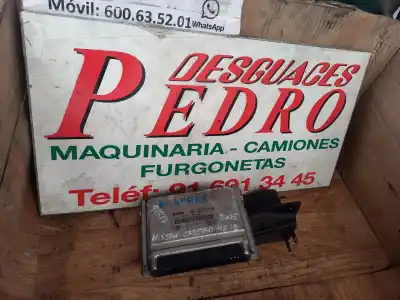 Móvil: 600.63.52.01
WhatsApp
DESGUACES
PEDRO
MAQUINARIA - CAMIONES
FURGONETAS
Teléf: 91 691 34 45